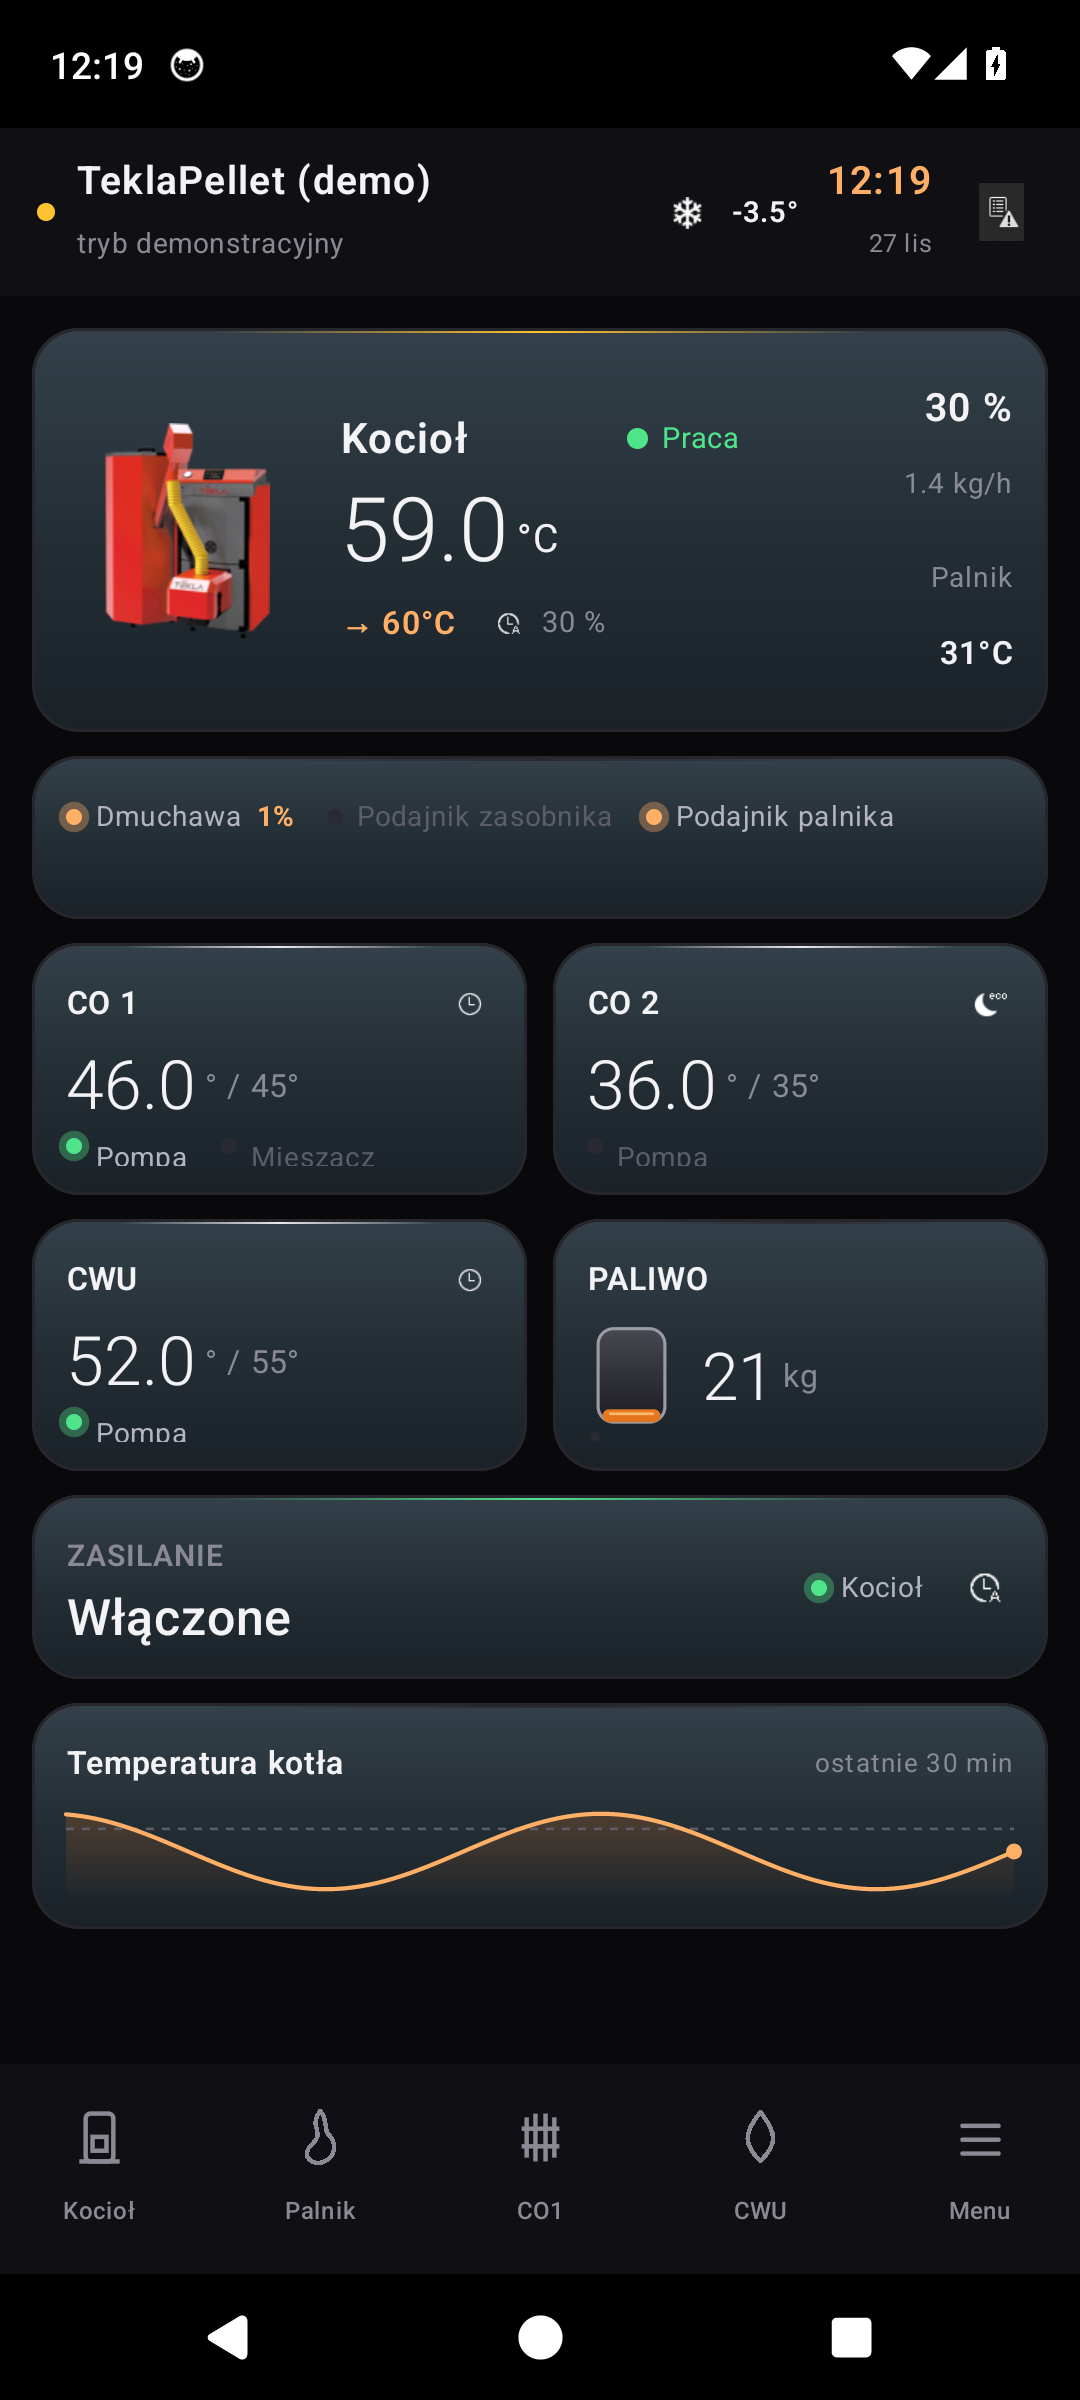 12:19
TeklaPellet (demo)
tryb demonstracyjny
-3.5°
12:19
27 lis
Kocioł
Praca
30 %
1.4 kg/h
59.0 °C
Palnik
→ 60°C
30 %
31°C
TEKLA
Dmuchawa 1%
Podajnik zasobnika
Podajnik palnika
CO 1
46.0 ° / 45°
Pompa
Mieszacz
CO 2
eco
36.0 ° / 35°
Pompa
CWU
52.0 ° / 55°
Pompa
PALIWO
21 kg
ZASILANIE
Włączone
Kocioł
A
Temperatura kotła
ostatnie 30 min
Kocioł
Palnik
CO1
CWU
Menu